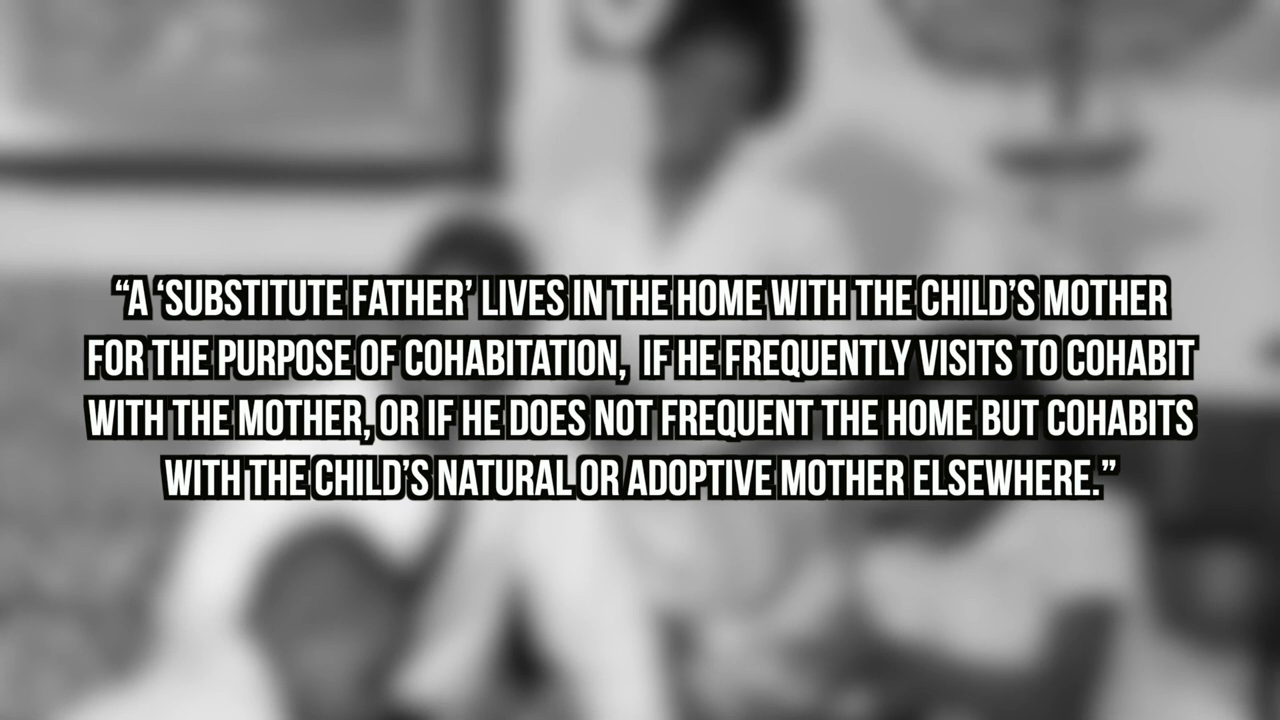 “A ‘SUBSTITUTE FATHER’ LIVES IN THE HOME WITH THE CHILD’S MOTHER
FOR THE PURPOSE OF COHABITATION,  IF HE FREQUENTLY VISITS TO COHABIT
WITH THE MOTHER, OR IF HE DOES NOT FREQUENT THE HOME BUT COHABITS
WITH THE CHILD’S NATURAL OR ADOPTIVE MOTHER ELSEWHERE.”